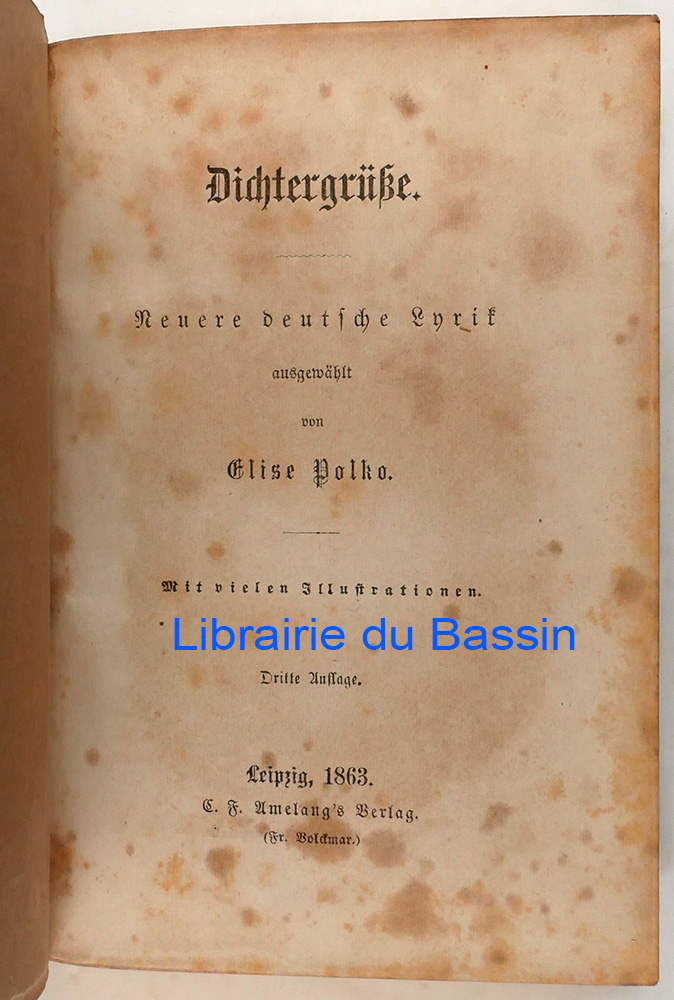 Dichtergrüße.
Neuere deutsche Lyrik
ausgewählt
von
Elise Polko.
Mit vielen Illustrationen.
Librairie du Bassin
Dritte Auflage.
Leipzig, 1863.
C. F. Amelang's Verlag.
(Fr. Volckmar.)